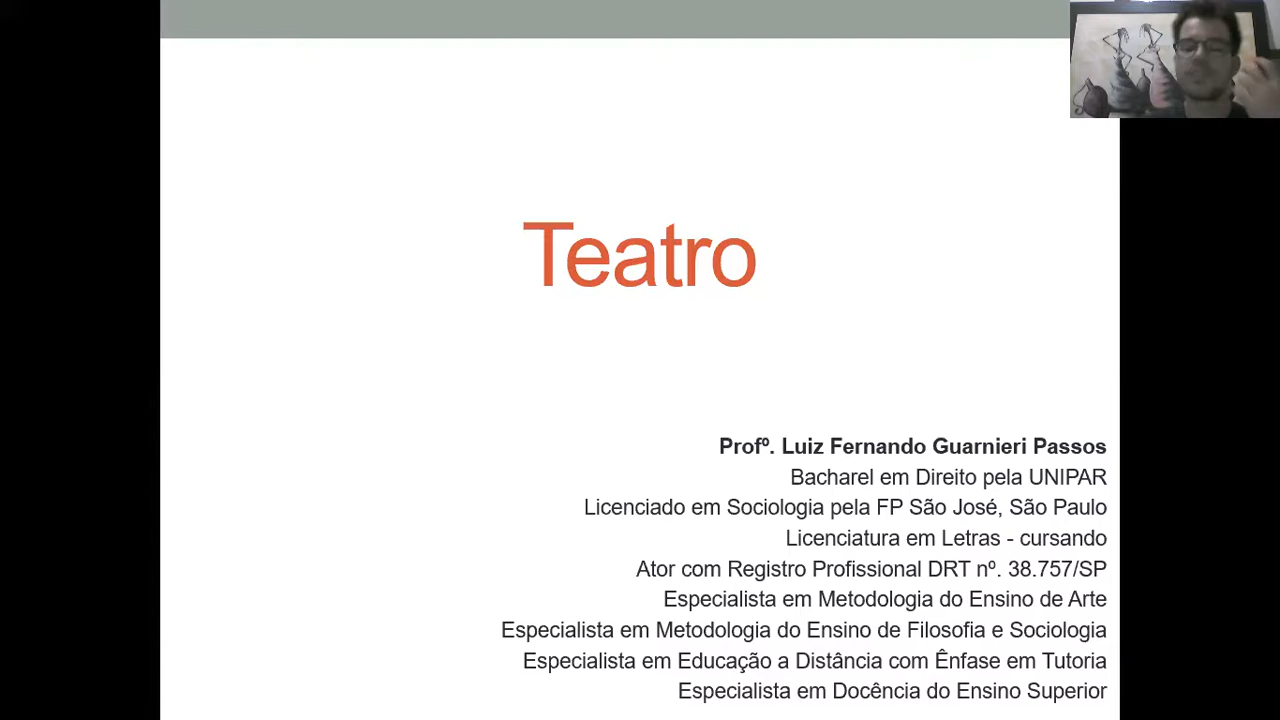 Teatro
Profº. Luiz Fernando Guarnieri Passos
Bacharel em Direito pela UNIPAR
Licenciado em Sociologia pela FP São José, São Paulo
Licenciatura em Letras - cursando
Ator com Registro Profissional DRT nº. 38.757/SP
Especialista em Metodologia do Ensino de Arte
Especialista em Metodologia do Ensino de Filosofia e Sociologia
Especialista em Educação a Distância com Ênfase em Tutoria
Especialista em Docência do Ensino Superior